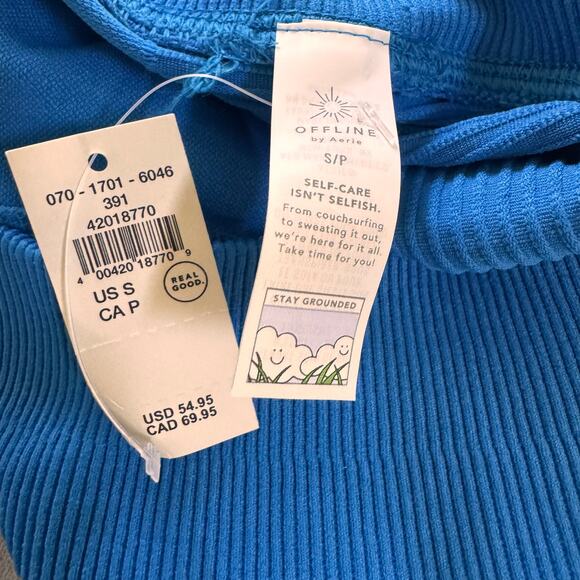 070 - 1701 - 6046
391
42018770
4 00420 18770 9
US S
CA P
REAL
GOOD.
USD 54.95
CAD 69.95
OFFLINE
by Aerie
S/P
SELF-CARE
ISN'T SELFISH.
From couchsurfing
to sweating it out,
we're here for it all.
Take time for you!
STAY GROUNDED